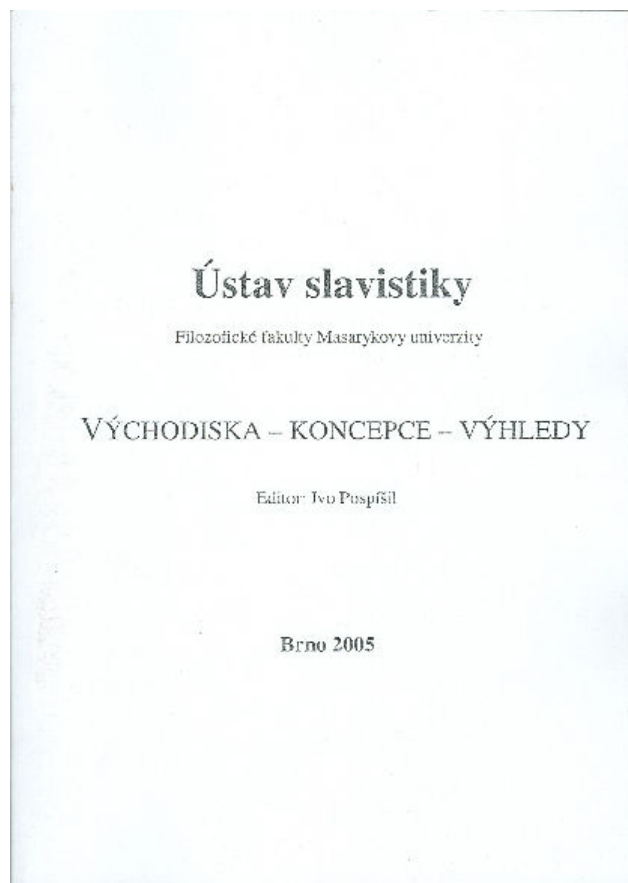 Ústav slavistiky
Filozofické fakulty Masarykovy univerzity
VÝCHODISKA – KONCEPCE – VÝHLEDY
Editor: Ivo Pospíšil
Brno 2005